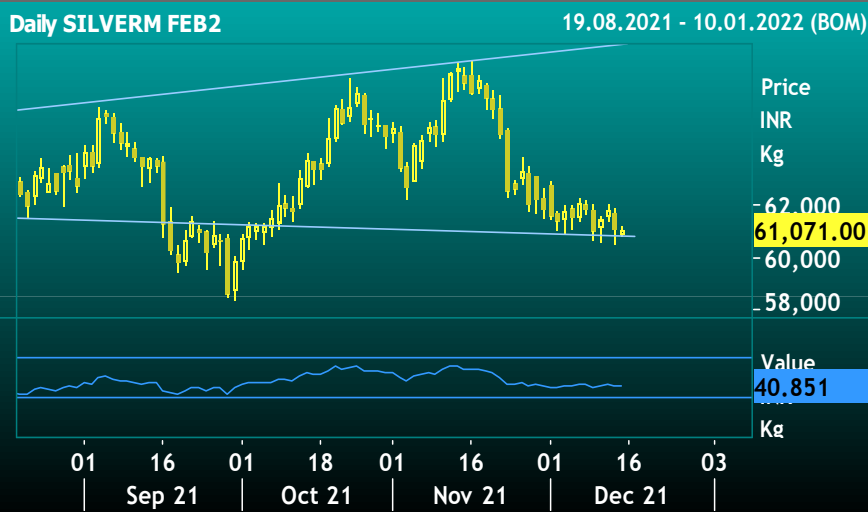 Daily SILVERM FEB2
19.08.2021 - 10.01.2022 (BOM)
Price
INR
Kg
62,000
61,071.00
60,000
58,000
Value
40.851
Kg
01 16 01 18 01 16 01 16 03
Sep 21 Oct 21 Nov 21 Dec 21